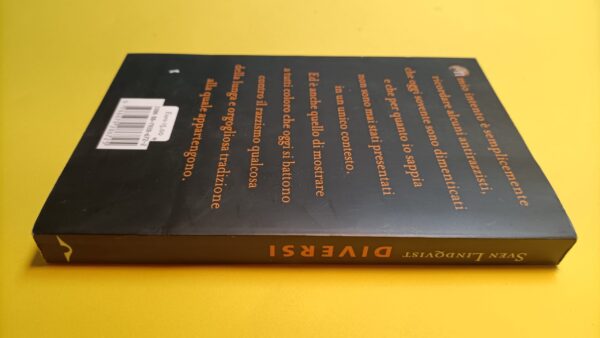 mio intento è semplicemente
ricordare alcuni antirazzisti,
che oggi sovente sono dimenticati
e che per quanto io sappia
non sono mai stati presentati
in un unico contesto.
Ed è anche quello di mostrare
a tutti coloro che oggi si battono
contro il razzismo qualcosa
della lunga e orgogliosa tradizione
alla quale appartengono.
SVEN LINDQVIST
DIVERSI